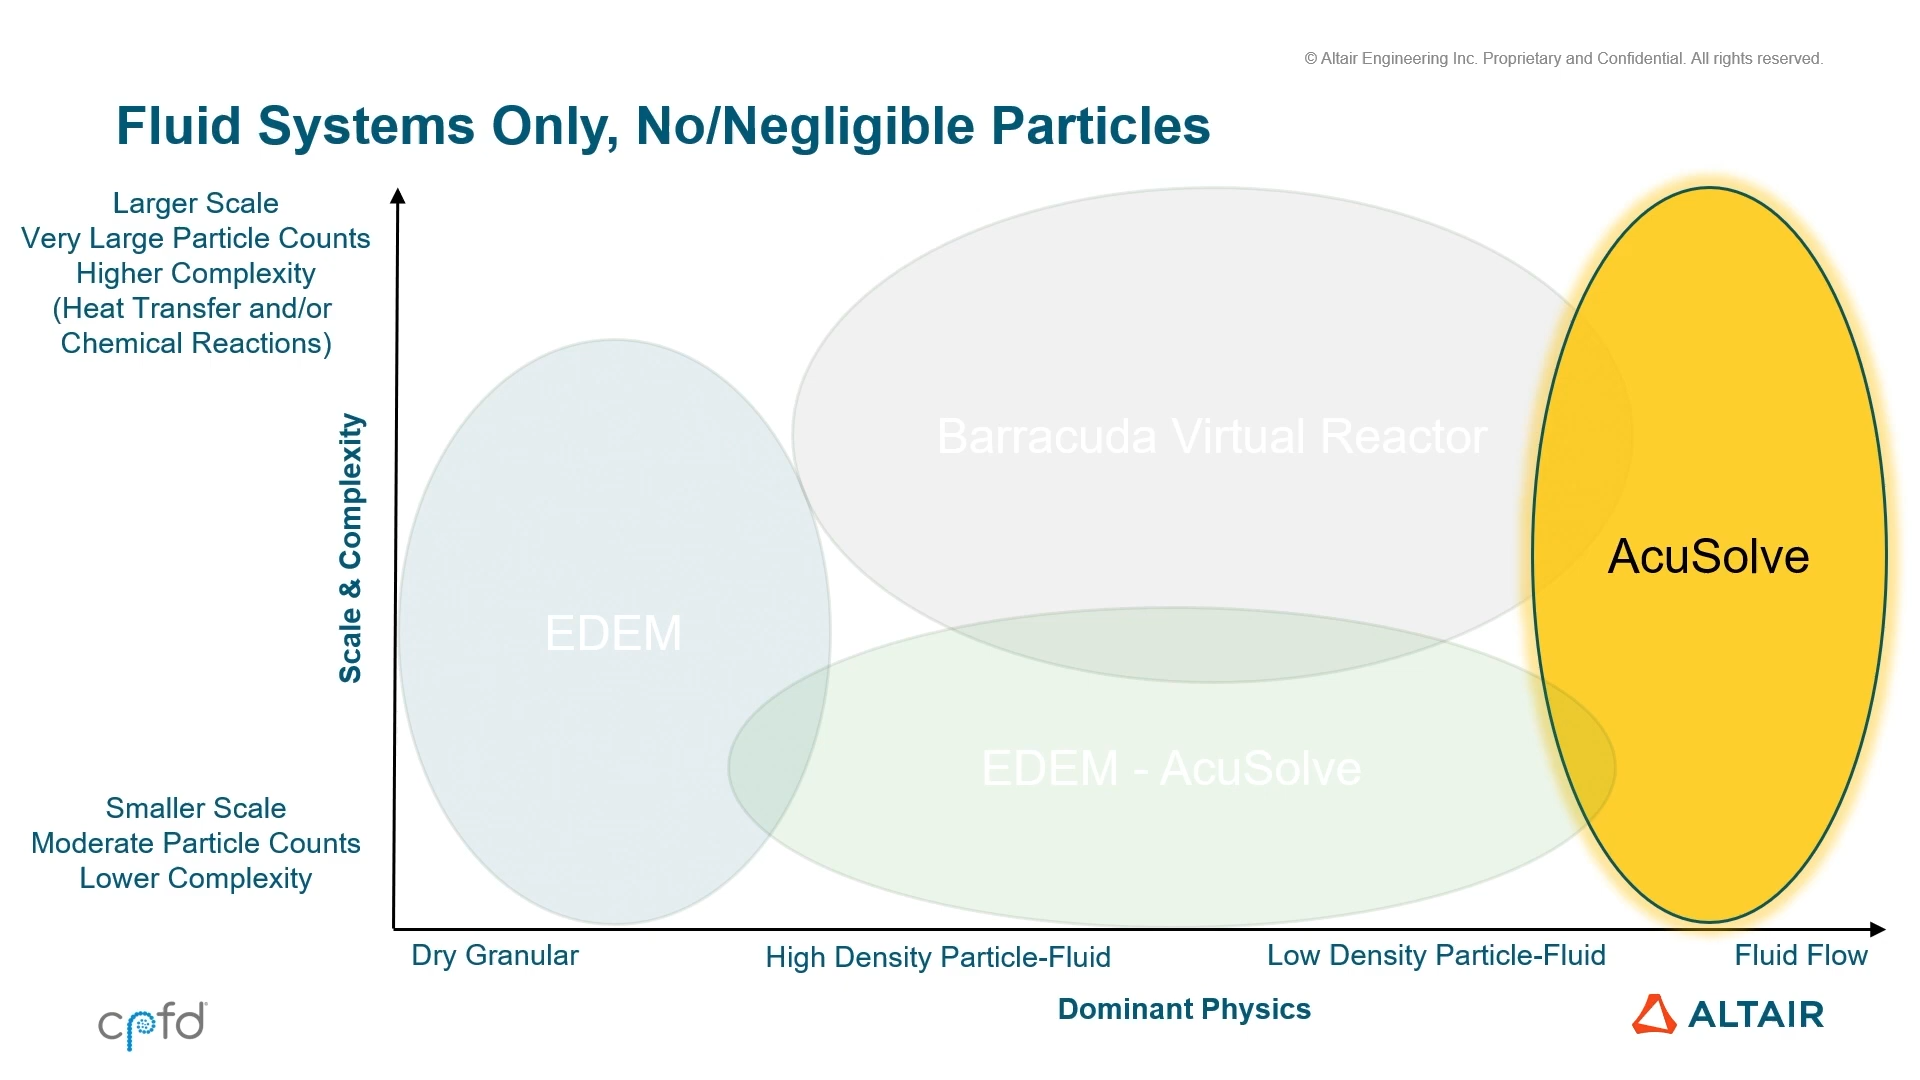 © Altair Engineering Inc. Proprietary and Confidential. All rights reserved.
Fluid Systems Only, No/Negligible Particles
Larger Scale
Very Large Particle Counts
Higher Complexity
(Heat Transfer and/or
Chemical Reactions)
Scale & Complexity
Smaller Scale
Moderate Particle Counts
Lower Complexity
Barracuda Virtual Reactor
AcuSolve
EDEM
EDEM - AcuSolve
Dry Granular
High Density Particle-Fluid
Low Density Particle-Fluid
Fluid Flow
Dominant Physics
cpfd
ALTAIR